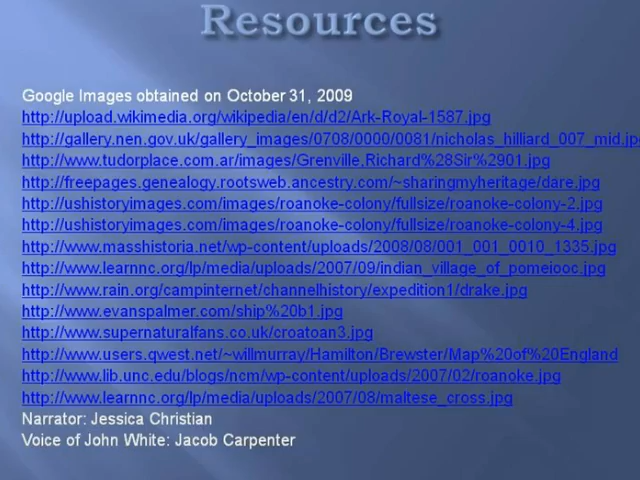 Resources
Google Images obtained on October 31, 2009
http://upload.wikimedia.org/wikipedia/en/d/d2/Ark-Royal-1587.jpg
http://gallery.nen.gov.uk/gallery_images/0708/0000/0081/nicholas_hilliard_007_mid.jpg
http://www.tudorplace.com.ar/images/Grenville,Richard%28Sir%2901.jpg
http://freepages.genealogy.rootsweb.ancestry.com/~sharingmyheritage/dare.jpg
http://ushistoryimages.com/images/roanoke-colony/fullsize/roanoke-colony-2.jpg
http://ushistoryimages.com/images/roanoke-colony/fullsize/roanoke-colony-4.jpg
http://www.masshistoria.net/wp-content/uploads/2008/08/001_001_0010_1335.jpg
http://www.learnnc.org/lp/media/uploads/2007/09/indian_village_of_pomeiooc.jpg
http://www.rain.org/campinternet/channelhistory/expedition1/drake.jpg
http://www.evanspalmer.com/ship%20b1.jpg
http://www.supernaturalfans.co.uk/croatoan3.jpg
http://www.users.qwest.net/~willmurray/Hamilton/Brewster/Map%20of%20England
http://www.lib.unc.edu/blogs/ncm/wp-content/uploads/2007/02/roanoke.jpg
http://www.learnnc.org/lp/media/uploads/2007/08/maltese_cross.jpg
Narrator: Jessica Christian
Voice of John White: Jacob Carpenter